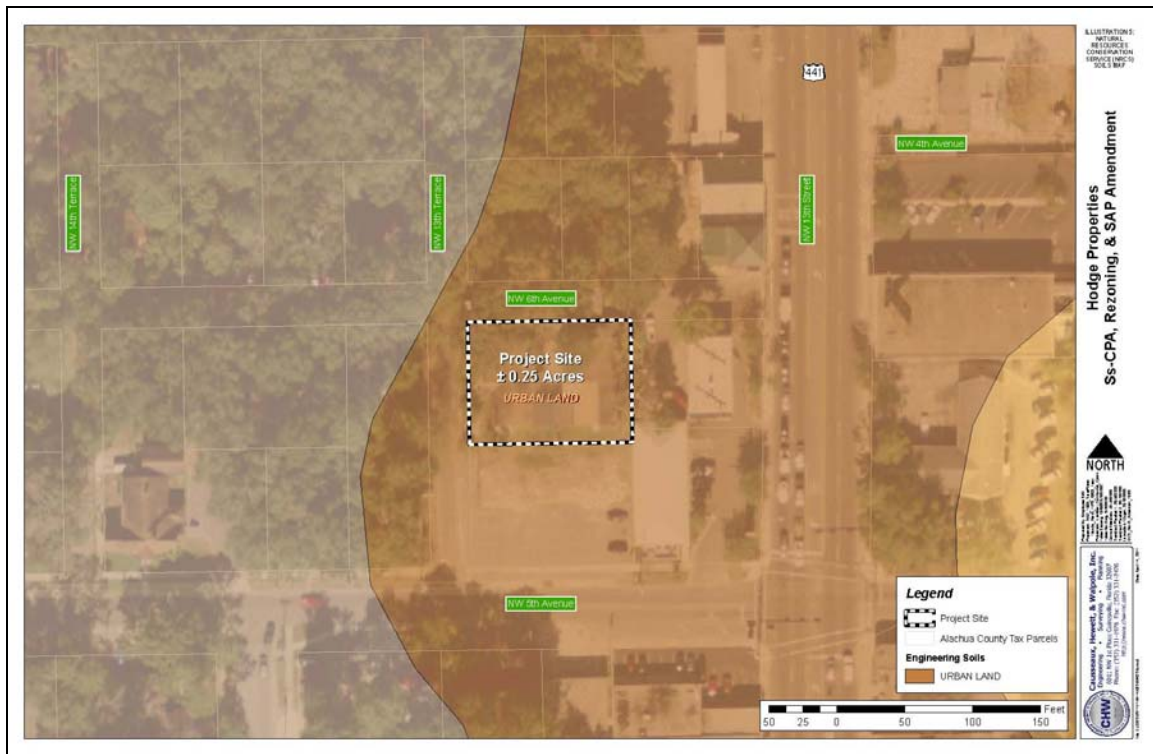 ILLUSTRATION 5:
NATURAL
RESOURCES
CONSERVATION
SERVICE (NRCS)
SOILS MAP
441
NW 4th Avenue
NW 14th Terrace
NW 13th Terrace
NW 13th Street
Hodge Properties
Ss-CPA, Rezoning, & SAP Amendment
NW 6th Avenue
Project Site
± 0.25 Acres
URBAN LAND
NORTH
NW 5th Avenue
Legend
Project Site
Alachua County Tax Parcels
Engineering Soils
URBAN LAND
Feet
50 25 0 50 100 150
CHW
Causseaux, Hewett, & Walpole, Inc.
Engineering • Surveying • Planning